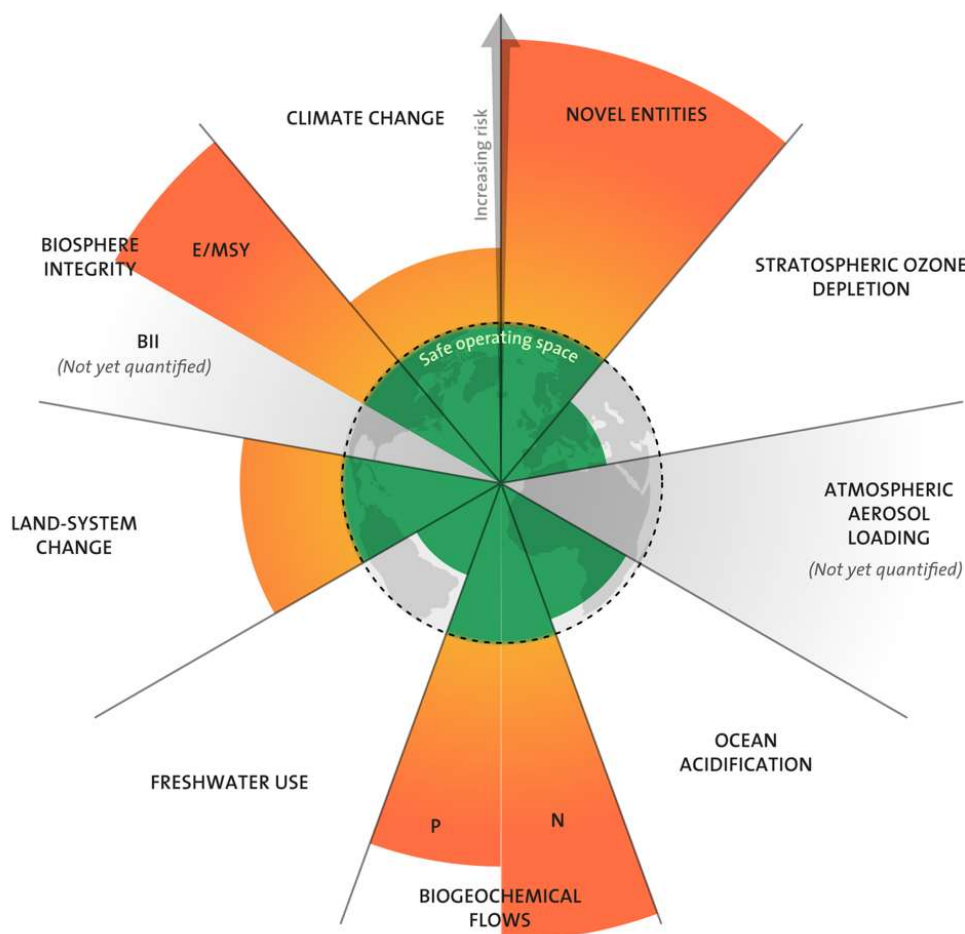 CLIMATE CHANGE
Increasing risk
NOVEL ENTITIES
STRATOSPHERIC OZONE
DEPLETION
BIOSPHERE
INTEGRITY
E/MSY
BII
(Not yet quantified)
Safe operating space
ATMOSPHERIC
AEROSOL
LOADING
(Not yet quantified)
LAND-SYSTEM
CHANGE
OCEAN
ACIDIFICATION
FRESHWATER USE
P
N
BIOGEOCHEMICAL
FLOWS